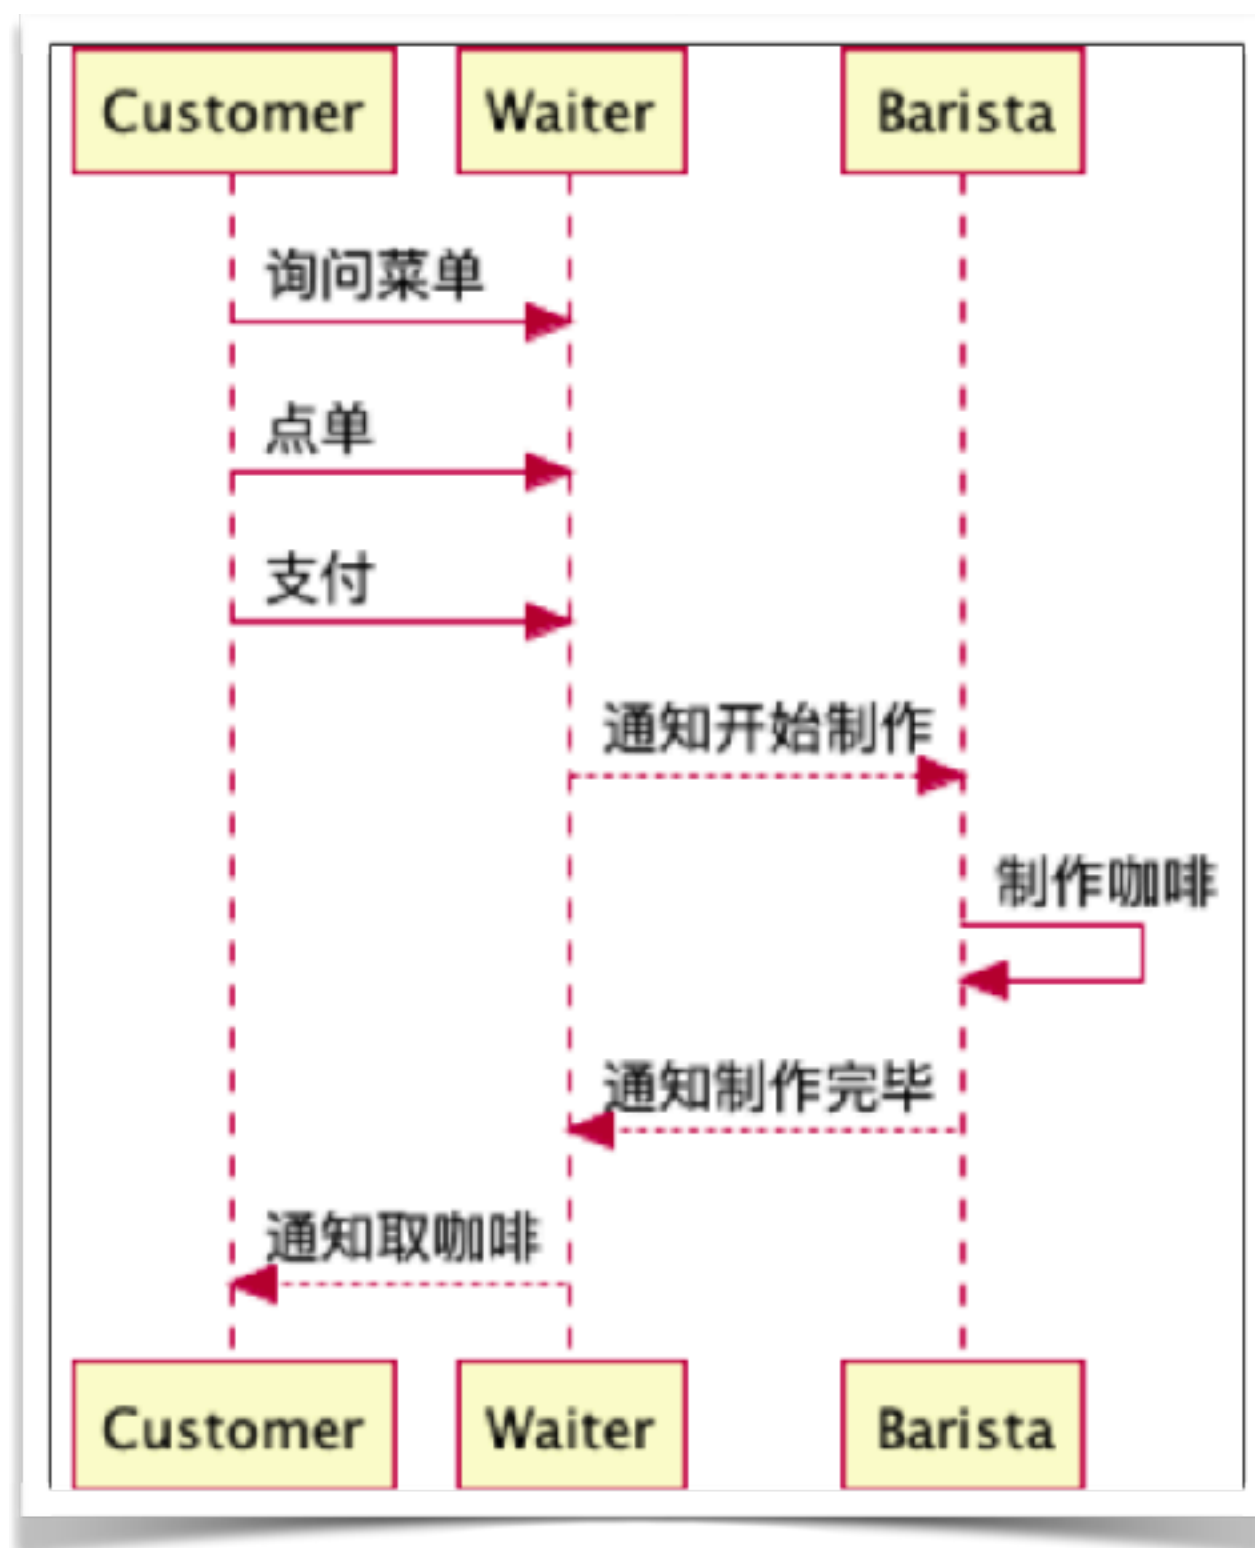 Customer
Waiter
Barista
询问菜单
点单
支付
通知开始制作
制作咖啡
通知制作完毕
通知取咖啡
Customer
Waiter
Barista